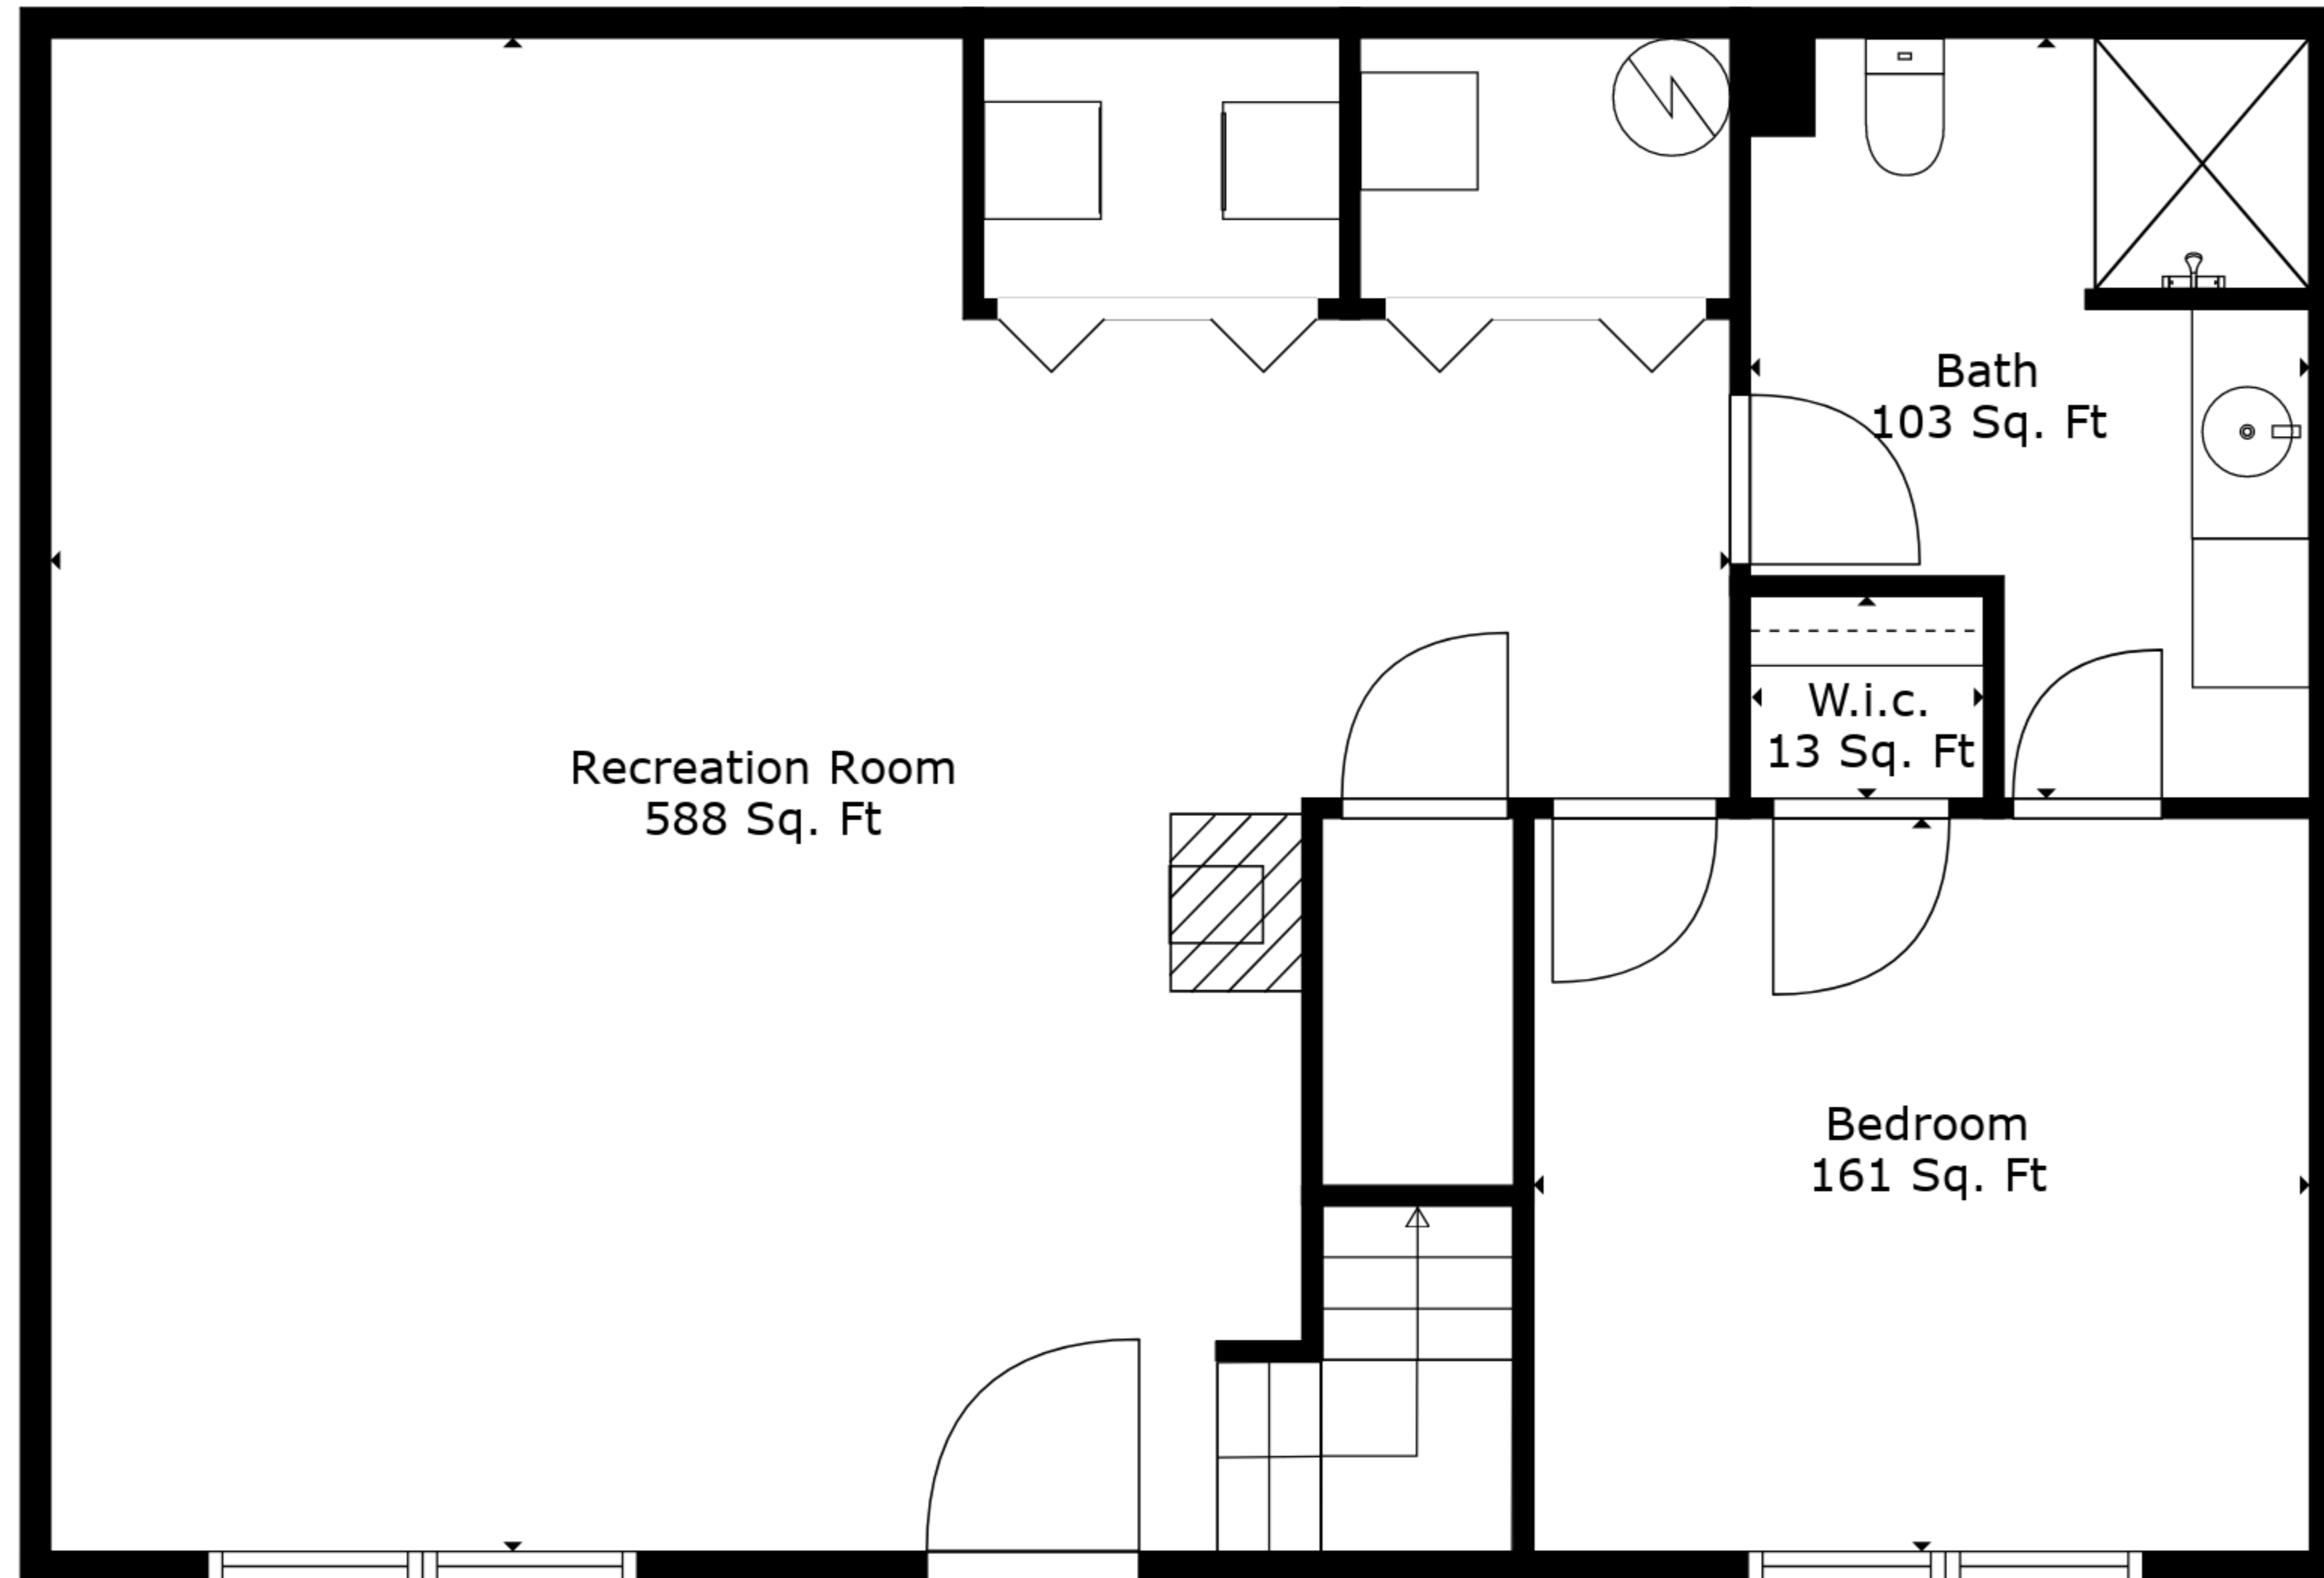 Bath
103 Sq. Ft
W.i.c.
13 Sq. Ft
Recreation Room
588 Sq. Ft
Bedroom
161 Sq. Ft